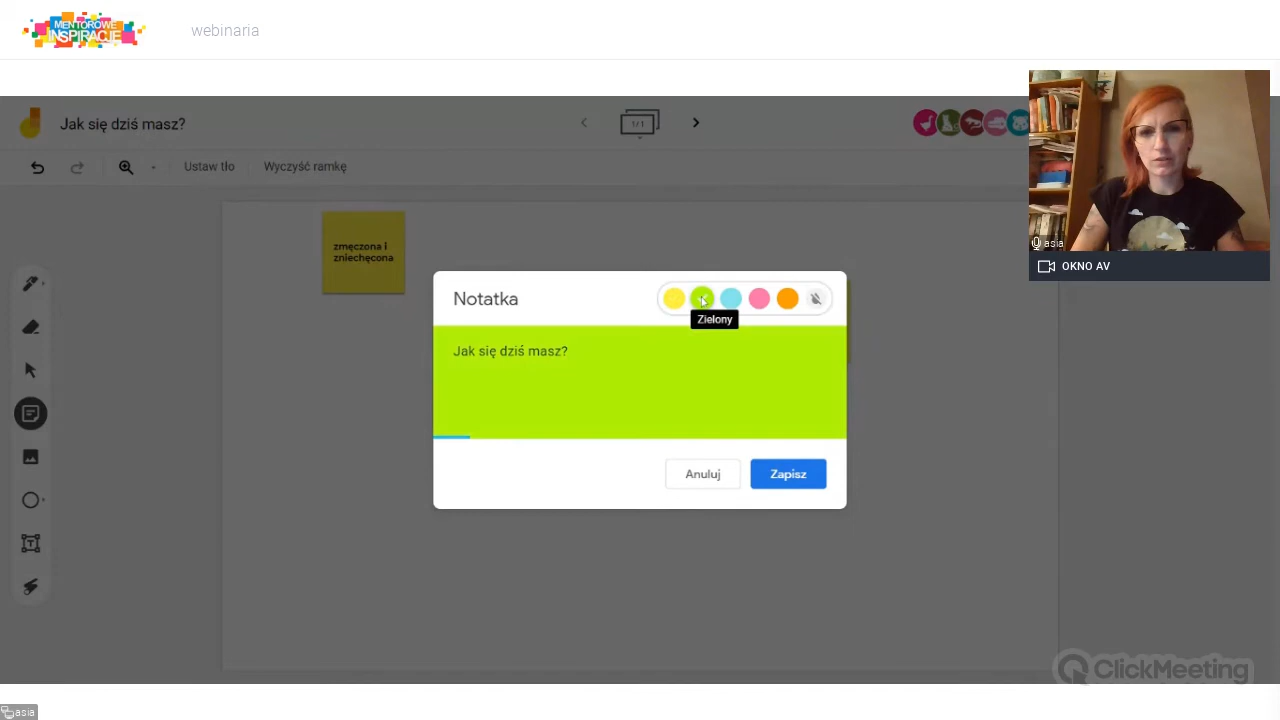 MENTOROWE
INSPIRACJE
webinaria
Jak się dziś masz?
1/1
Ustaw tło
Wyczyść ramkę
asia
OKNO AV
zmęczona i
zniechęcona
Notatka
Zielony
Jak się dziś masz?
Anuluj
Zapisz
ClickMeeting
asia